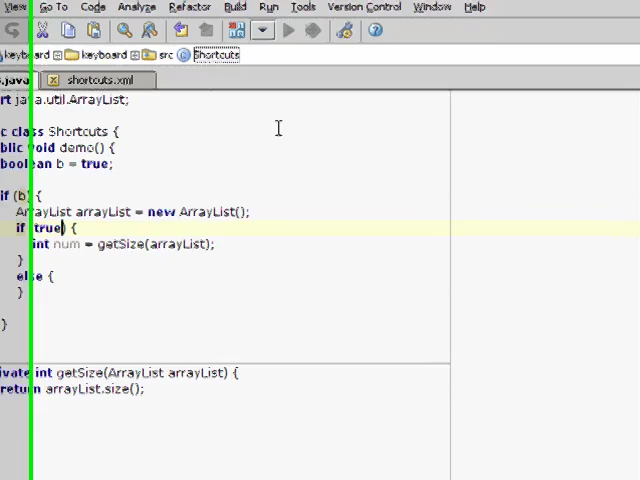 View Go To Code Analyze Refactor Build Run Tools Version Control Window Help
keyboard keyboard src Shortcuts
s.java shortcuts.xml
rt java.util.ArrayList;
c class Shortcuts {
blic void demo() {
boolean b = true;
if (b) {
ArrayList arrayList = new ArrayList();
if (true) {
int num = getSize(arrayList);
}
else {
}
}
ivate int getSize(ArrayList arrayList) {
return arrayList.size();